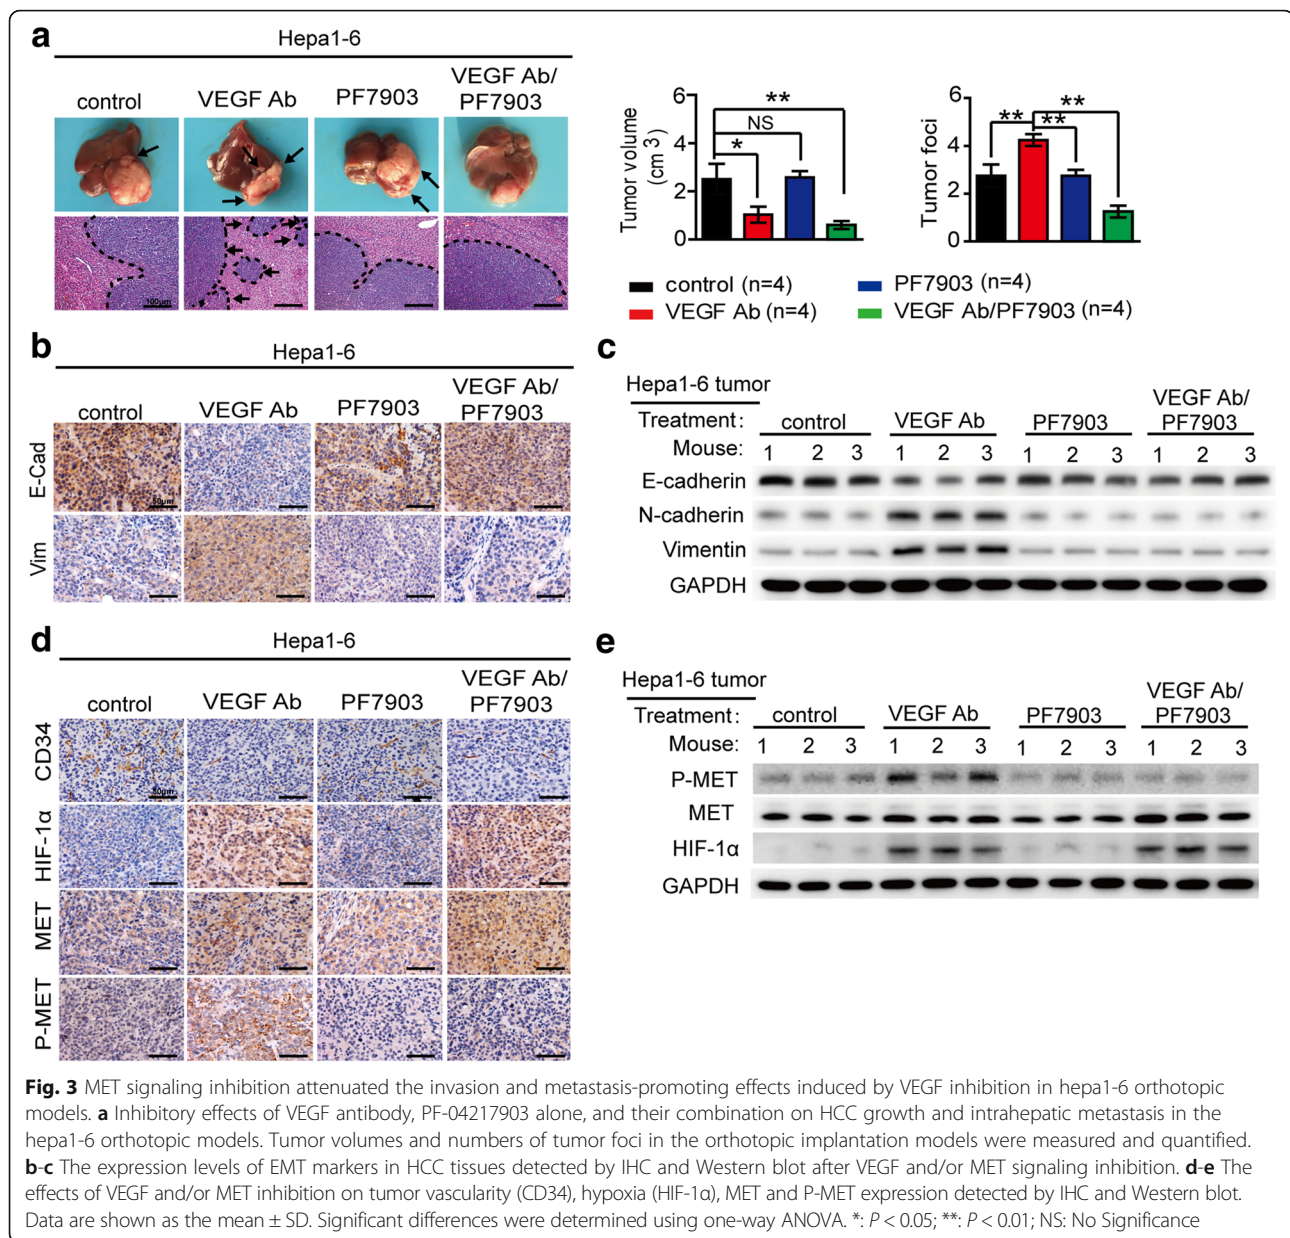 a
Hepa1-6
control
VEGF Ab
PF7903
VEGF Ab/
PF7903
100μm
6
4
2
0
Tumor volume
(cm 3)
**
NS
*
6
4
2
0
Tumor foci
**
**
**
control (n=4)
PF7903 (n=4)
VEGF Ab (n=4)
VEGF Ab/PF7903 (n=4)
b
Hepa1-6
control
VEGF Ab
PF7903
VEGF Ab/
PF7903
E-Cad
50μm
Vim
c
Hepa1-6 tumor
Treatment:
control
VEGF Ab
PF7903
VEGF Ab/
PF7903
Mouse: 1 2 3 1 2 3 1 2 3 1 2 3
E-cadherin
N-cadherin
Vimentin
GAPDH
d
Hepa1-6
control
VEGF Ab
PF7903
VEGF Ab/
PF7903
CD34
50μm
HIF-1α
MET
P-MET
e
Hepa1-6 tumor
Treatment:
control
VEGF Ab
PF7903
VEGF Ab/
PF7903
Mouse: 1 2 3 1 2 3 1 2 3 1 2 3
P-MET
MET
HIF-1α
GAPDH
Fig. 3 MET signaling inhibition attenuated the invasion and metastasis-promoting effects induced by VEGF inhibition in hepa1-6 orthotopic
models. a Inhibitory effects of VEGF antibody, PF-04217903 alone, and their combination on HCC growth and intrahepatic metastasis in the
hepa1-6 orthotopic models. Tumor volumes and numbers of tumor foci in the orthotopic implantation models were measured and quantified.
b-c The expression levels of EMT markers in HCC tissues detected by IHC and Western blot after VEGF and/or MET signaling inhibition. d-e The
effects of VEGF and/or MET inhibition on tumor vascularity (CD34), hypoxia (HIF-1α), MET and P-MET expression detected by IHC and Western blot.
Data are shown as the mean ± SD. Significant differences were determined using one-way ANOVA. *: P < 0.05; **: P < 0.01; NS: No Significance